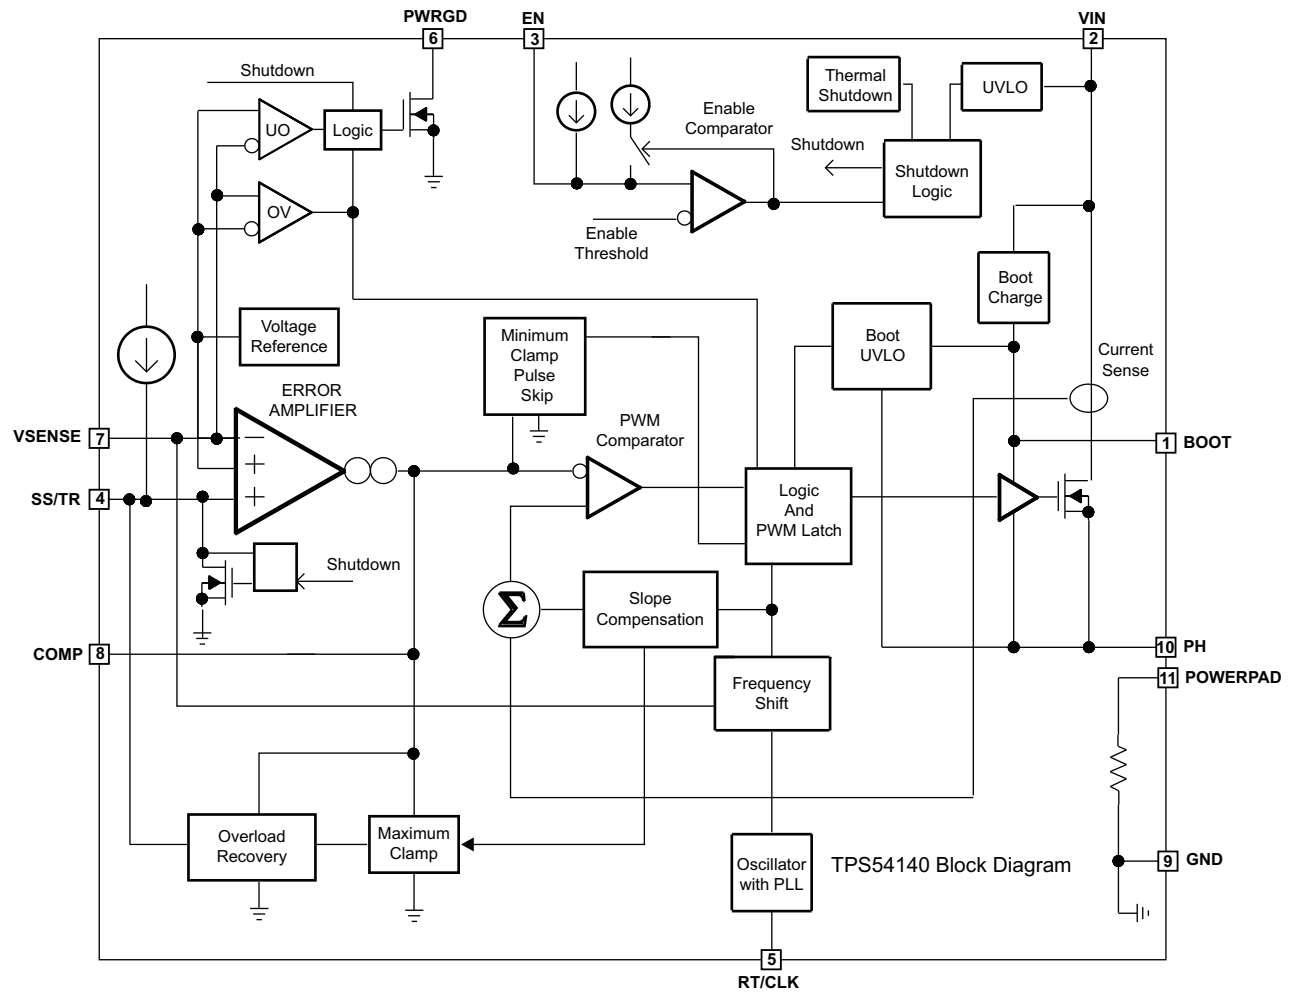 PWRGD
EN
VIN
6
3
2
Shutdown
Thermal
Shutdown
UVLO
UO
Logic
Enable
Comparator
Shutdown
Shutdown
Logic
OV
Enable
Threshold
Boot
Charge
Voltage
Reference
Minimum
Clamp
Pulse
Skip
Boot
UVLO
Current
Sense
ERROR
AMPLIFIER
PWM
Comparator
VSENSE
7
1
BOOT
SS/TR
4
Logic
And
PWM Latch
Shutdown
Σ
Slope
Compensation
COMP
8
10
PH
11
POWERPAD
Frequency
Shift
Overload
Recovery
Maximum
Clamp
Oscillator
with PLL
TPS54140 Block Diagram
9
GND
5
RT/CLK